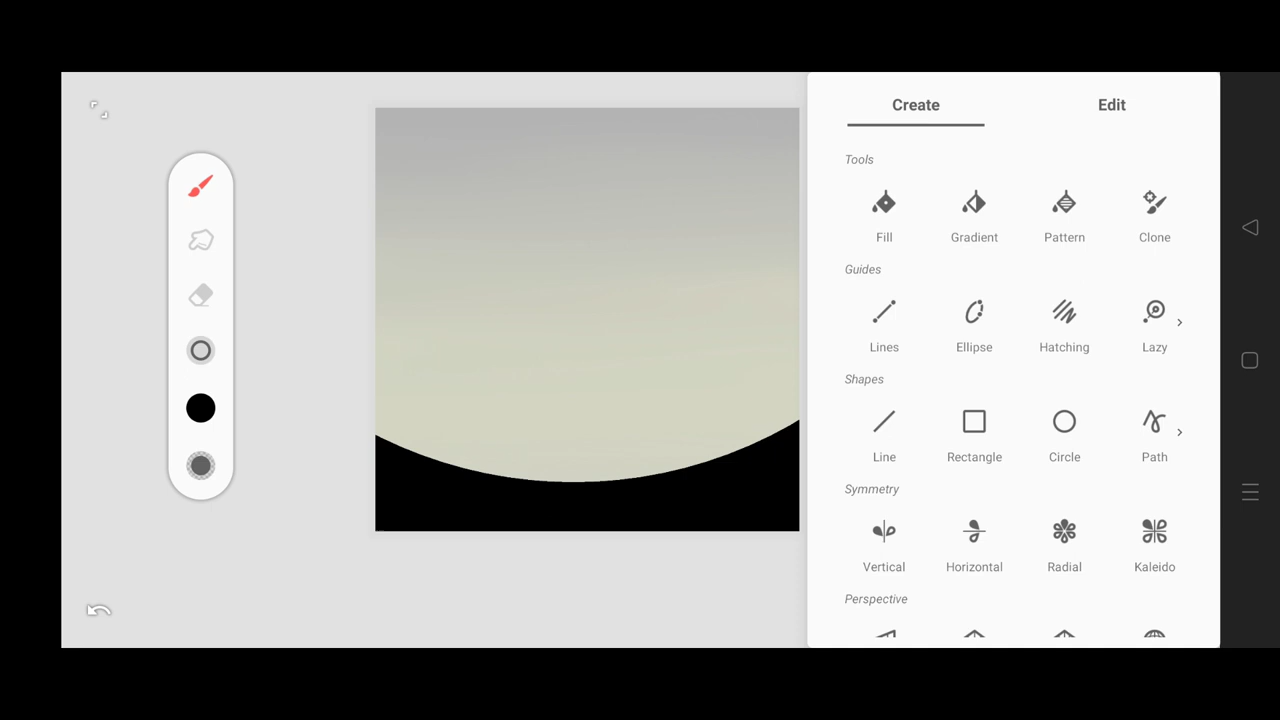 Create Edit
Tools
Fill Gradient Pattern Clone
Guides
Lines Ellipse Hatching Lazy
Shapes
Line Rectangle Circle Path
Symmetry
Vertical Horizontal Radial Kaleido
Perspective